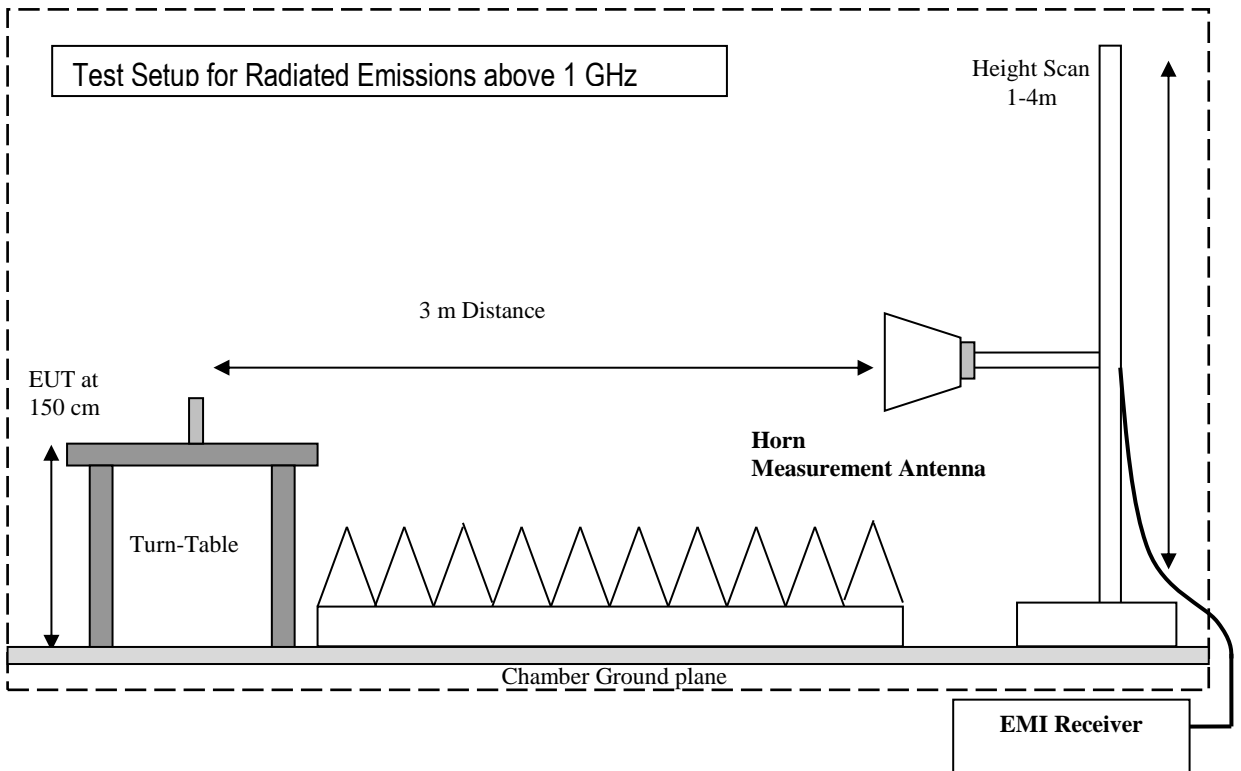 Test Setup for Radiated Emissions above 1 GHz
Height Scan
1-4m
3 m Distance
EUT at
150 cm
Horn
Measurement Antenna
Turn-Table
Chamber Ground plane
EMI Receiver